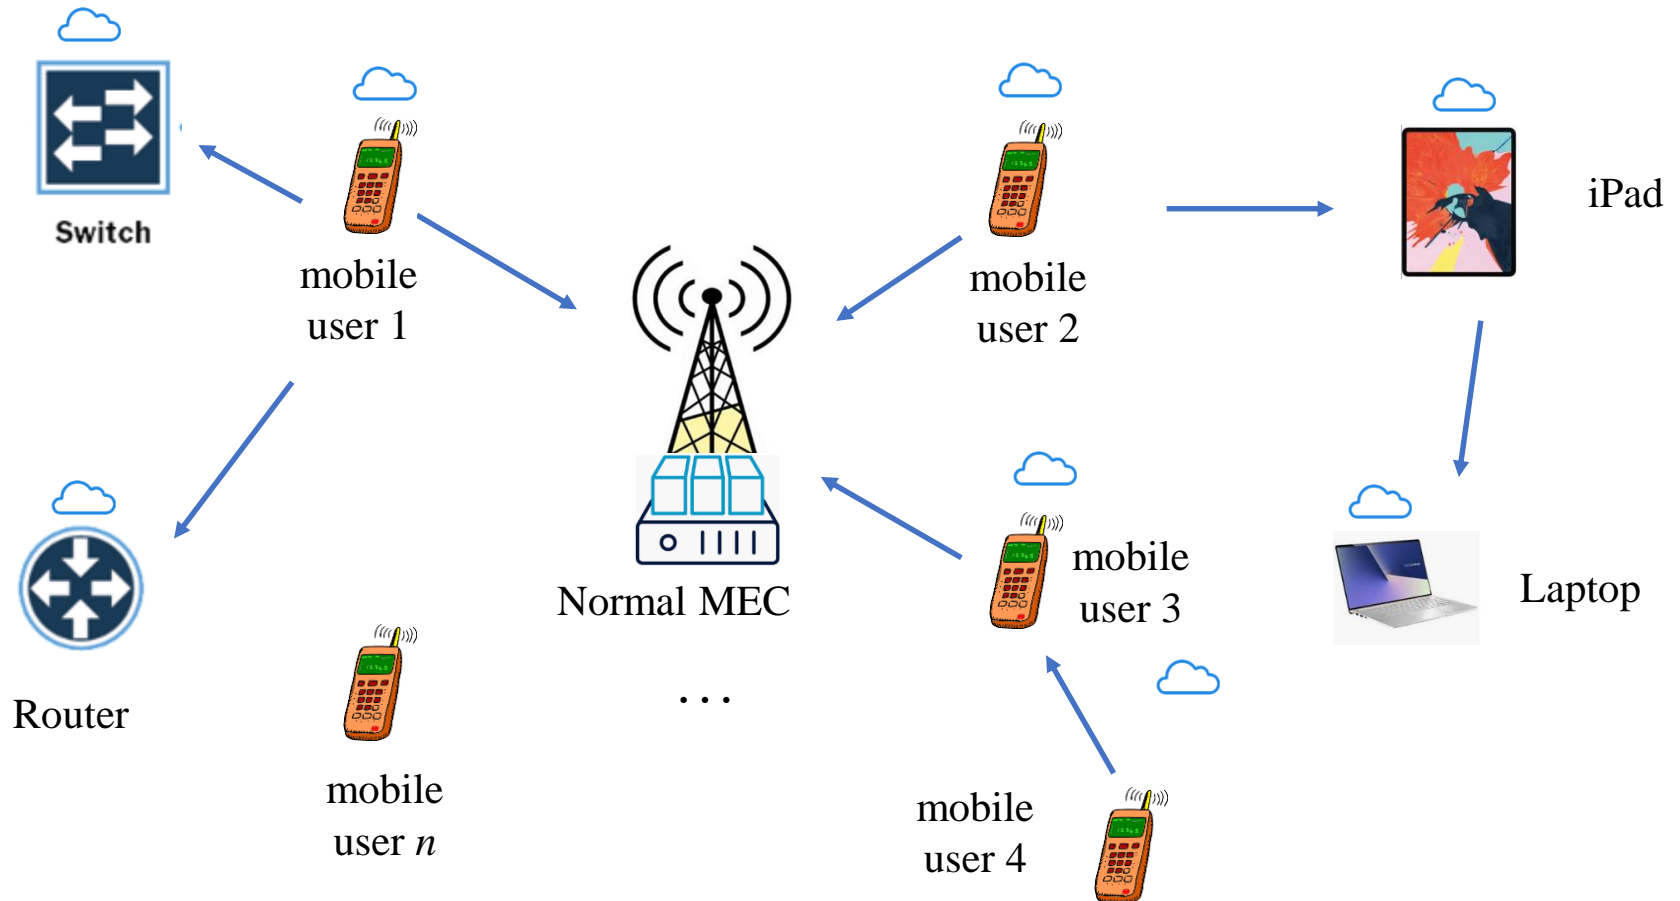 Switch
mobile
user 1
mobile
user 2
iPad
Normal MEC
mobile
user 3
Laptop
Router
. . .
mobile
user n
mobile
user 4